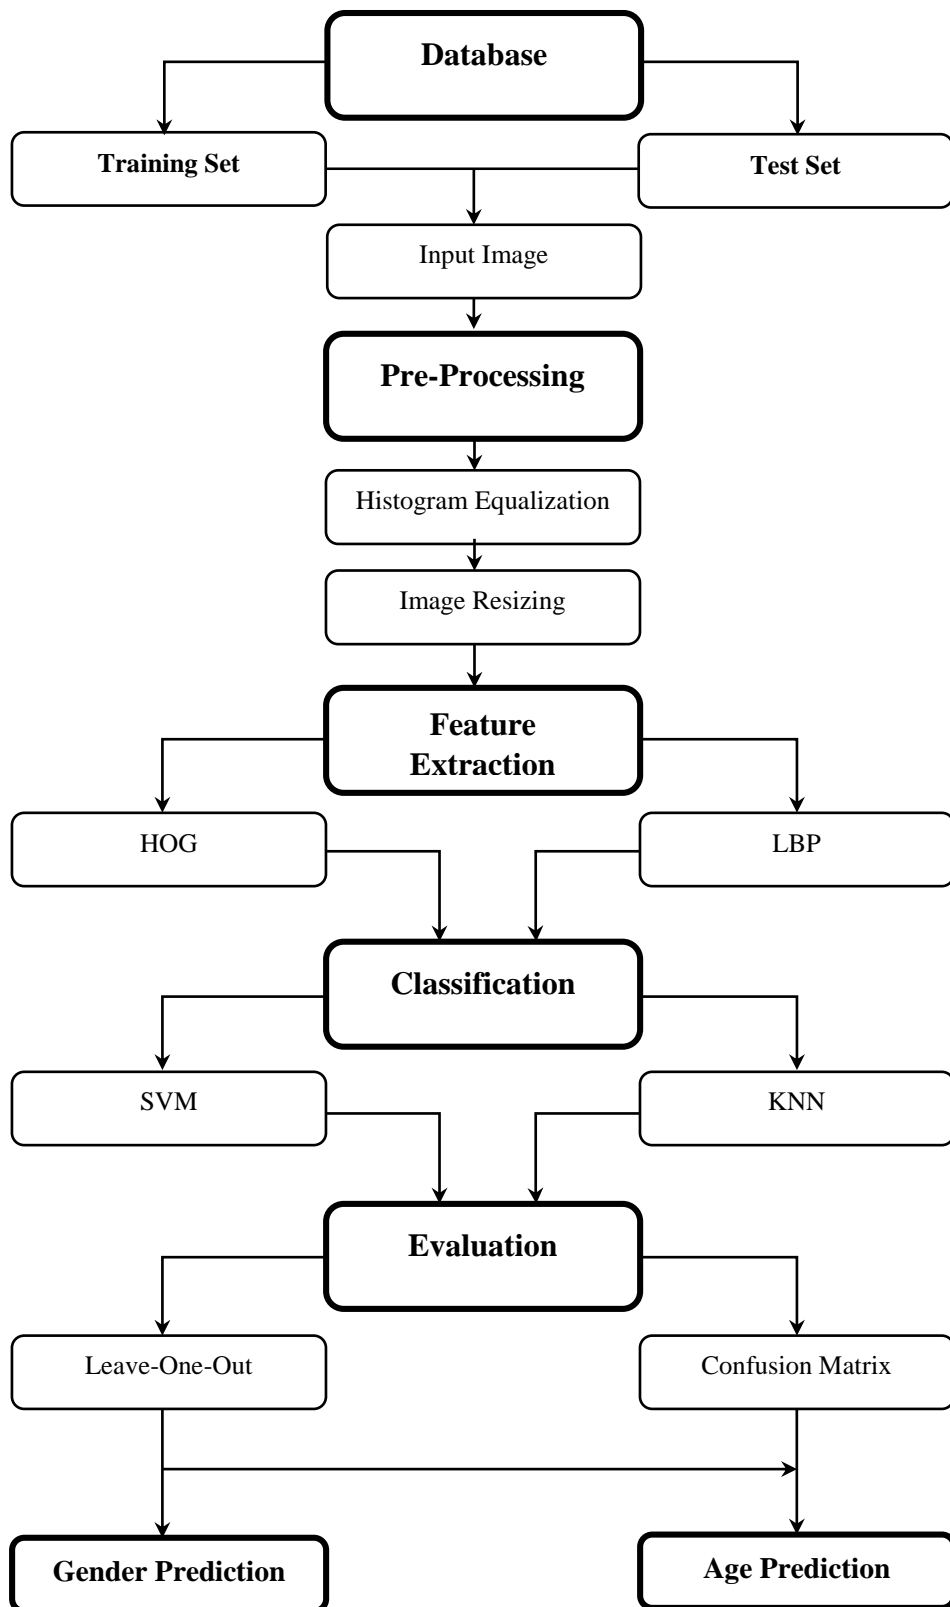 Database
Training Set
Test Set
Input Image
Pre-Processing
Histogram Equalization
Image Resizing
Feature
Extraction
HOG
LBP
Classification
SVM
KNN
Evaluation
Leave-One-Out
Confusion Matrix
Gender Prediction
Age Prediction